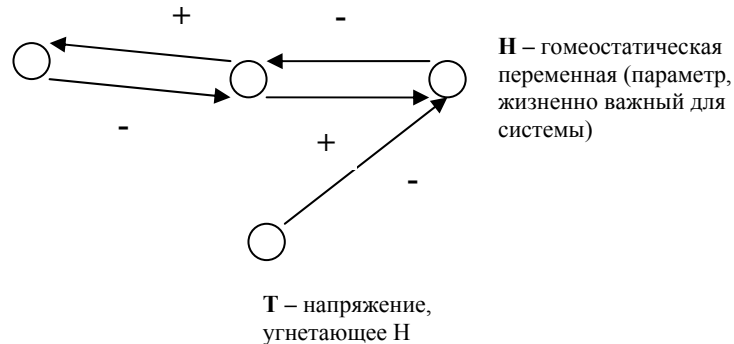 +
-
Н – гомеостатическая
переменная (параметр,
жизненно важный для
системы)
-
+
-
Т – напряжение,
угнетающее Н